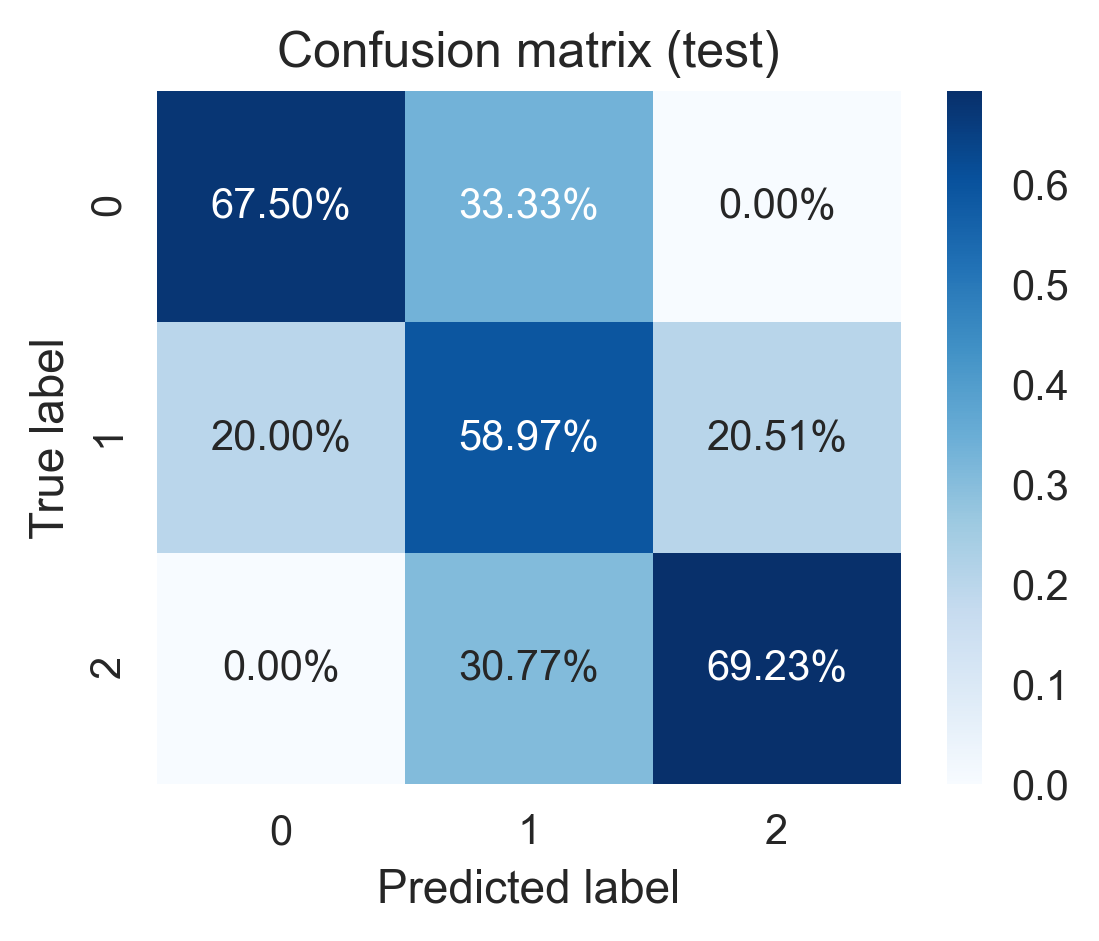 Confusion matrix (test)
True label
0
67.50% 33.33% 0.00%
1
20.00% 58.97% 20.51%
2
0.00% 30.77% 69.23%
0 1 2
Predicted label
0.6
0.5
0.4
0.3
0.2
0.1
0.0